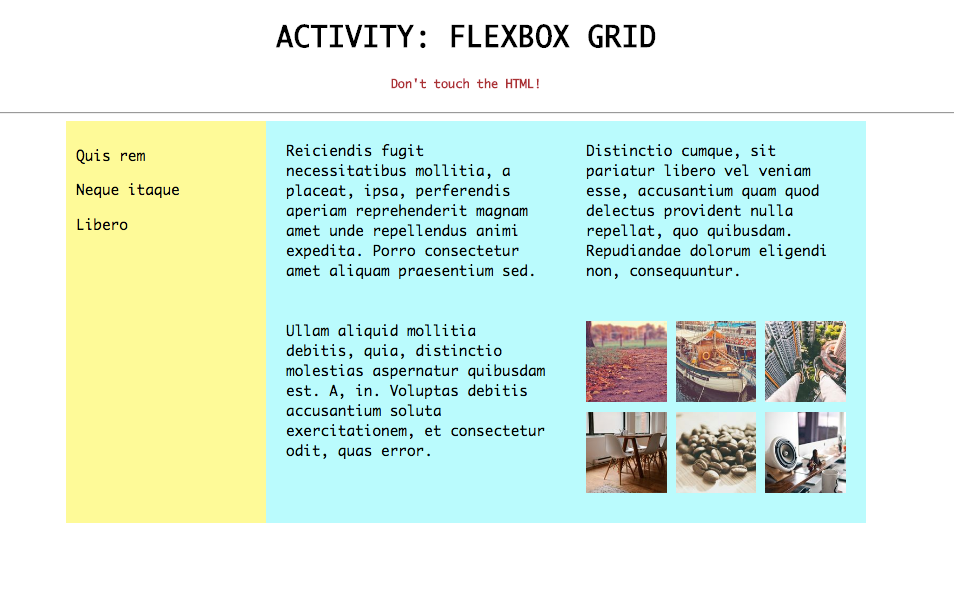 ACTIVITY: FLEXBOX GRID
Don't touch the HTML!
Quis rem
Neque itaque
Libero
Reiciendis fugit
necessitatibus mollitia, a
placeat, ipsa, perferendis
aperiam reprehenderit magnam
amet unde repellendus animi
expedita. Porro consectetur
amet aliquam praesentium sed.
Distinctio cumque, sit
pariatur libero vel veniam
esse, accusantium quam quod
delectus provident nulla
repellat, quo quibusdam.
Repudiandae dolorum eligendi
non, consequuntur.
Ullam aliquid mollitia
debitis, quia, distinctio
molestias aspernatur quibusdam
est. A, in. Voluptas debitis
accusantium soluta
exercitationem, et consectetur
odit, quas error.